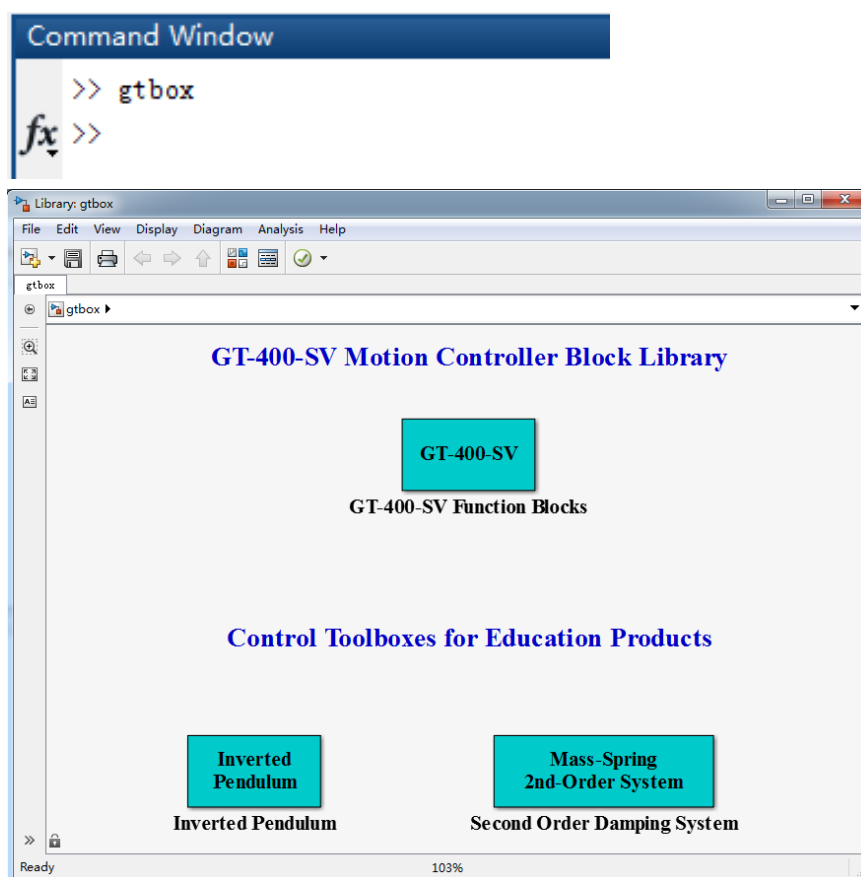 Command Window
>> gtbox
fx >>
Library: gtbox
File Edit View Display Diagram Analysis Help
gtbox
gtbox
GT-400-SV Motion Controller Block Library
GT-400-SV
GT-400-SV Function Blocks
Control Toolboxes for Education Products
Inverted
Pendulum
Inverted Pendulum
Mass-Spring
2nd-Order System
Second Order Damping System
Ready 103%